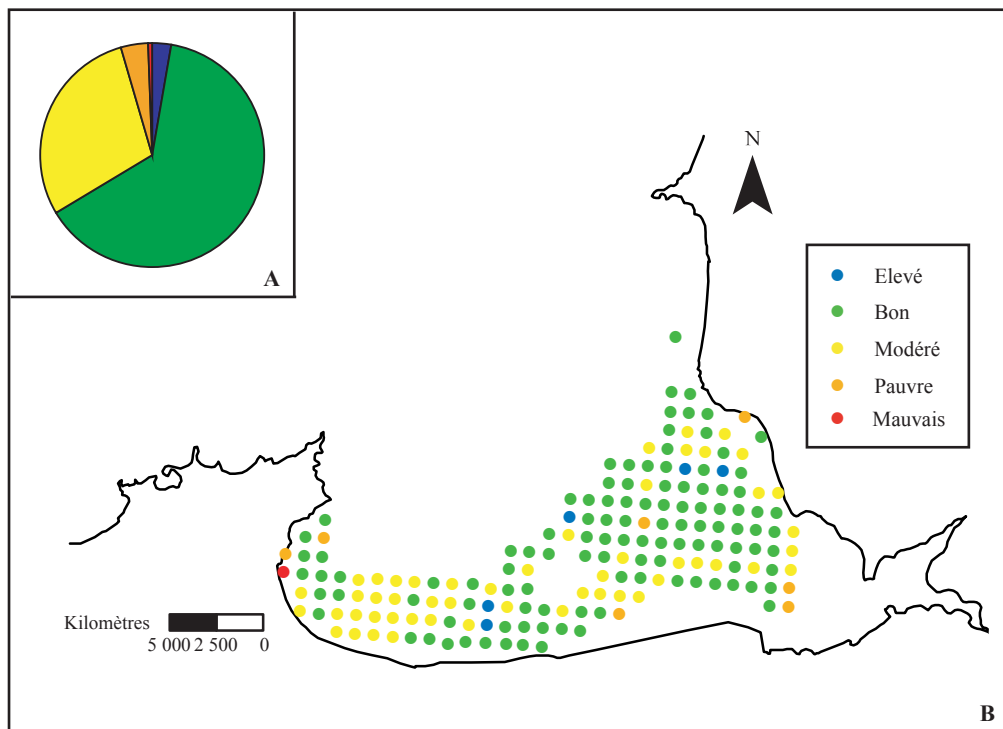 A
N
Elevé
Bon
Modéré
Pauvre
Mauvais
Kilomètres
5 000 2 500 0
B